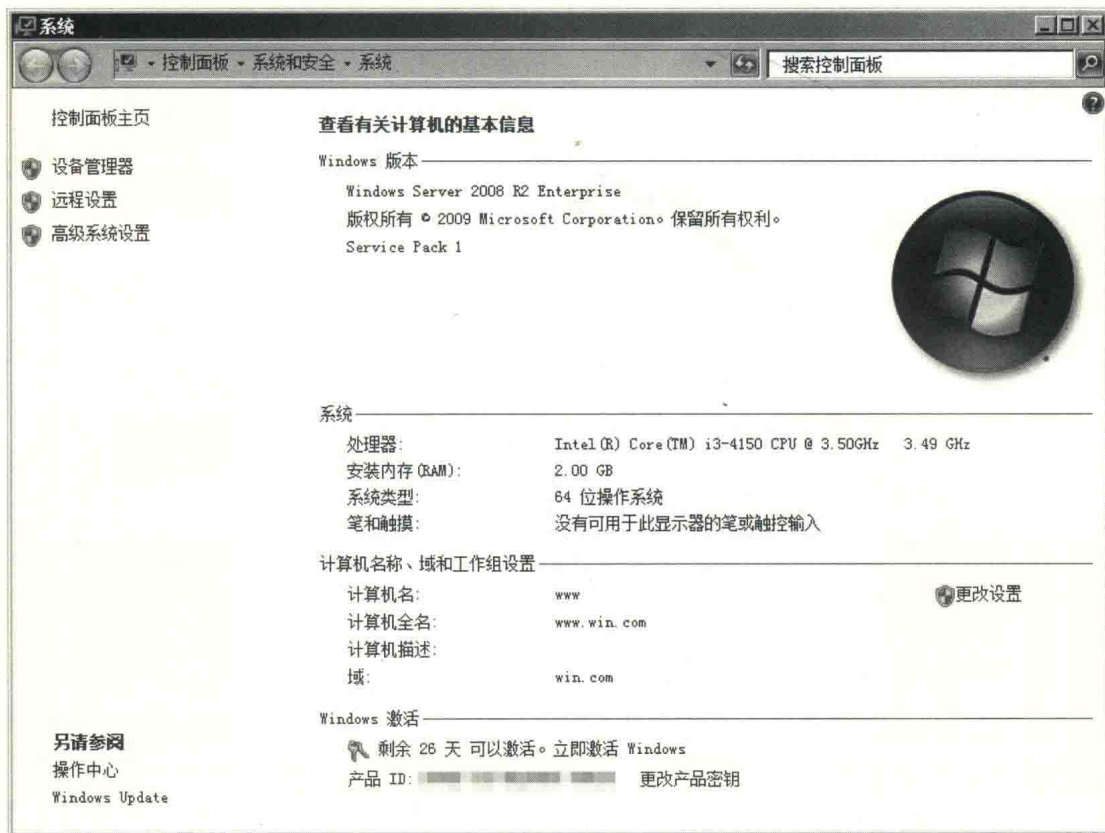 系统
控制面板 系统和安全 系统
搜索控制面板
控制面板主页
设备管理器
远程设置
高级系统设置
查看有关计算机的基本信息
Windows 版本
Windows Server 2008 R2 Enterprise
版权所有 © 2009 Microsoft Corporation。保留所有权利。
Service Pack 1
系统
处理器: Intel(R) Core(TM) i3-4150 CPU @ 3.50GHz 3.49 GHz
安装内存(RAM): 2.00 GB
系统类型: 64 位操作系统
笔和触摸: 没有可用于此显示器的笔或触控输入
计算机名称、域和工作组设置
计算机名: www
更改设置
计算机全名: www.win.com
计算机描述:
域: win.com
Windows 激活
剩余 26 天 可以激活。立即激活 Windows
产品 ID: 更改产品密钥
另请参阅
操作中心
Windows Update